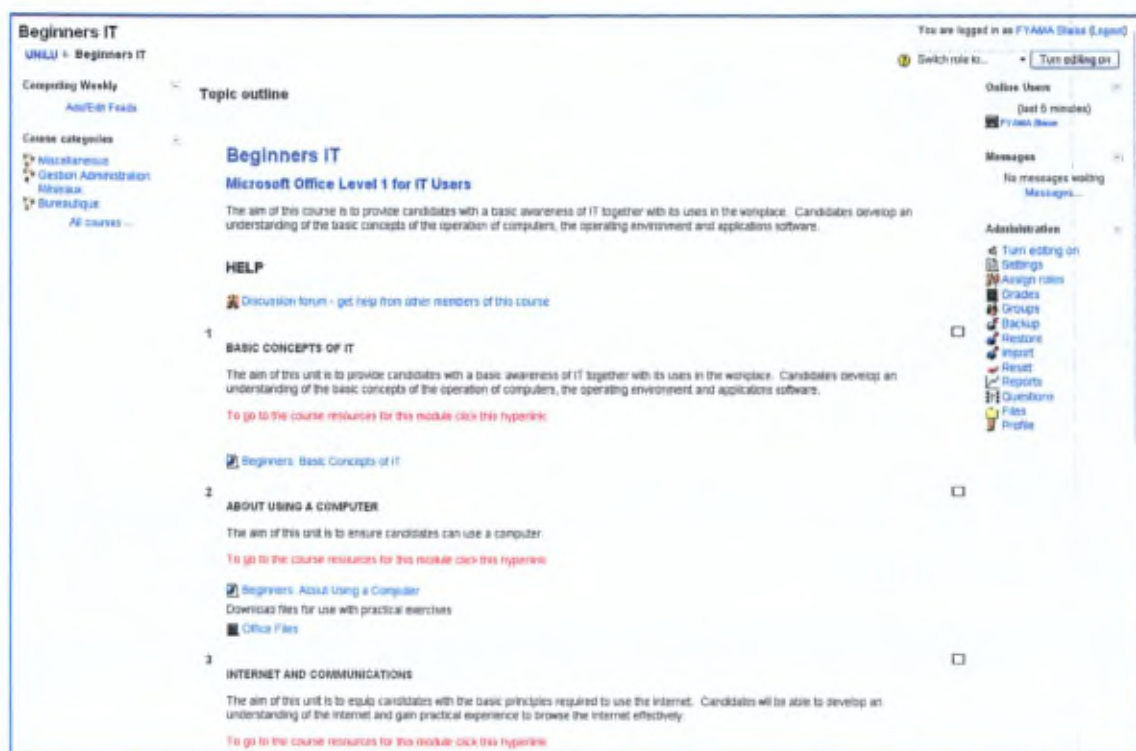 Beginners IT
You are logged in as FYAMA Blaise (Logout)
UNILU Beginners IT
Switch role to... Turn editing on
Computing Weekly
Add/Edit Feeds
Course categories
Miscellaneous
Gestion Administration
Bureautique
All courses ...
Topic outline
Beginners IT
Microsoft Office Level 1 for IT Users
The aim of this course is to provide candidates with a basic awareness of IT together with its uses in the workplace. Candidates develop an
understanding of the basic concepts of the operation of computers, the operating environment and applications software.
HELP
Discussion forum - get help from other members of this course
1
BASIC CONCEPTS OF IT
The aim of this unit is to provide candidates with a basic awareness of IT together with its uses in the workplace. Candidates develop an
understanding of the basic concepts of the operation of computers, the operating environment and applications software.
To go to the course resources for this module click this hyperlink
Beginners: Basic Concepts of IT
2
ABOUT USING A COMPUTER
The aim of this unit is to ensure candidates can use a computer.
To go to the course resources for this module click this hyperlink
Beginners: About Using a Computer
Download files for use with practical exercises
Office Files
3
INTERNET AND COMMUNICATIONS
The aim of this unit is to equip candidates with the basic principles required to use the internet. Candidates will be able to develop an
understanding of the internet and gain practical experience to browse the Internet effectively.
To go to the course resources for this module click this hyperlink
Online Users
(last 5 minutes)
FYAMA Blaise
Messages
No messages waiting
Messages...
Administration
Turn editing on
Settings
Assign roles
Grades
Groups
Backup
Restore
Import
Reset
Reports
Questions
Files
Profile